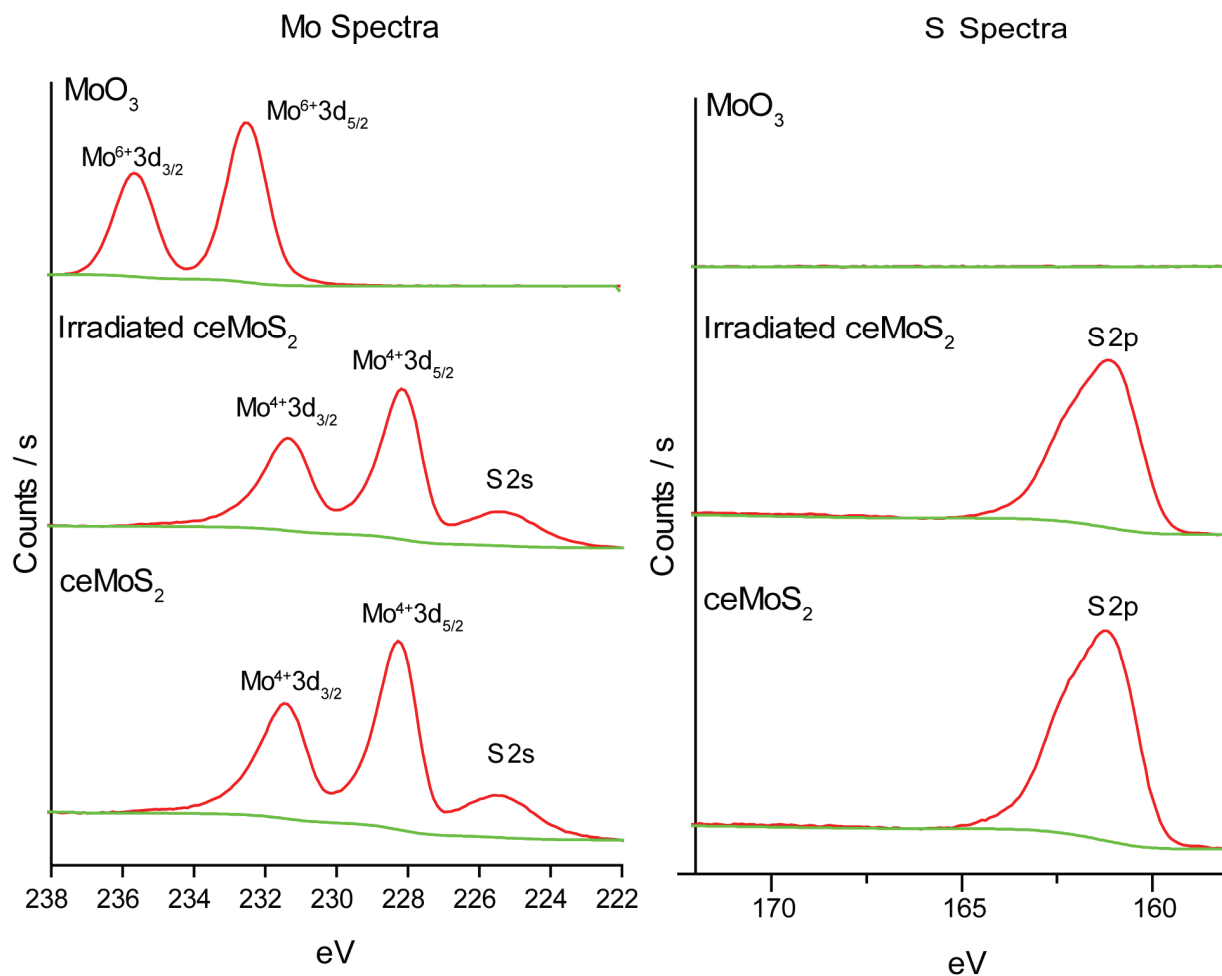 Mo Spectra
MoO₃
Mo⁶⁺3d₃/₂
Mo⁶⁺3d₅/₂
Irradiated ceMoS₂
Mo⁴⁺3d₃/₂
Mo⁴⁺3d₅/₂
S 2s
ceMoS₂
Mo⁴⁺3d₃/₂
Mo⁴⁺3d₅/₂
S 2s
Counts / s
238 236 234 232 230 228 226 224 222
eV
S Spectra
MoO₃
Irradiated ceMoS₂
S 2p
ceMoS₂
S 2p
Counts / s
170 165 160
eV